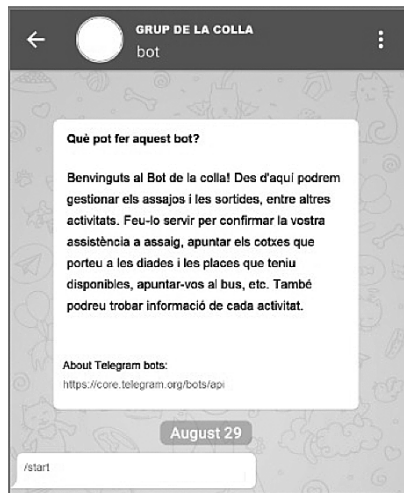 GRUP DE LA COLLA
bot
Què pot fer aquest bot?
Benvinguts al Bot de la colla! Des d'aquí podrem
gestionar els assajos i les sortides, entre altres
activitats. Feu-lo servir per confirmar la vostra
assistència a assaig, apuntar els cotxes que
porteu a les diades i les places que teniu
disponibles, apuntar-vos al bus, etc. També
podreu trobar informació de cada activitat.
About Telegram bots:
https://core.telegram.org/bots/api
August 29
/start